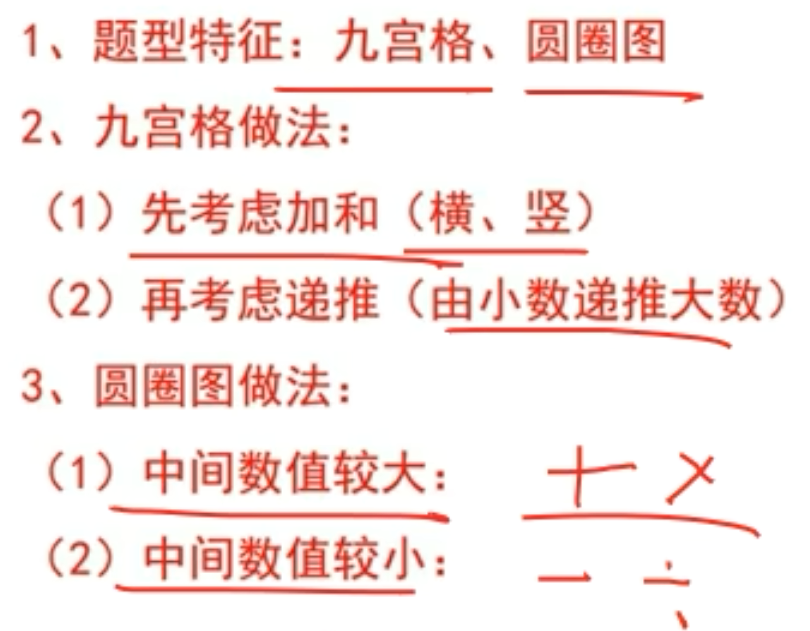 1、题型特征：九宫格、圆圈图
2、九宫格做法：
（1）先考虑加和（横、竖）
（2）再考虑递推（由小数递推大数）
3、圆圈图做法：
（1）中间数值较大： + ×
（2）中间数值较小： - ÷